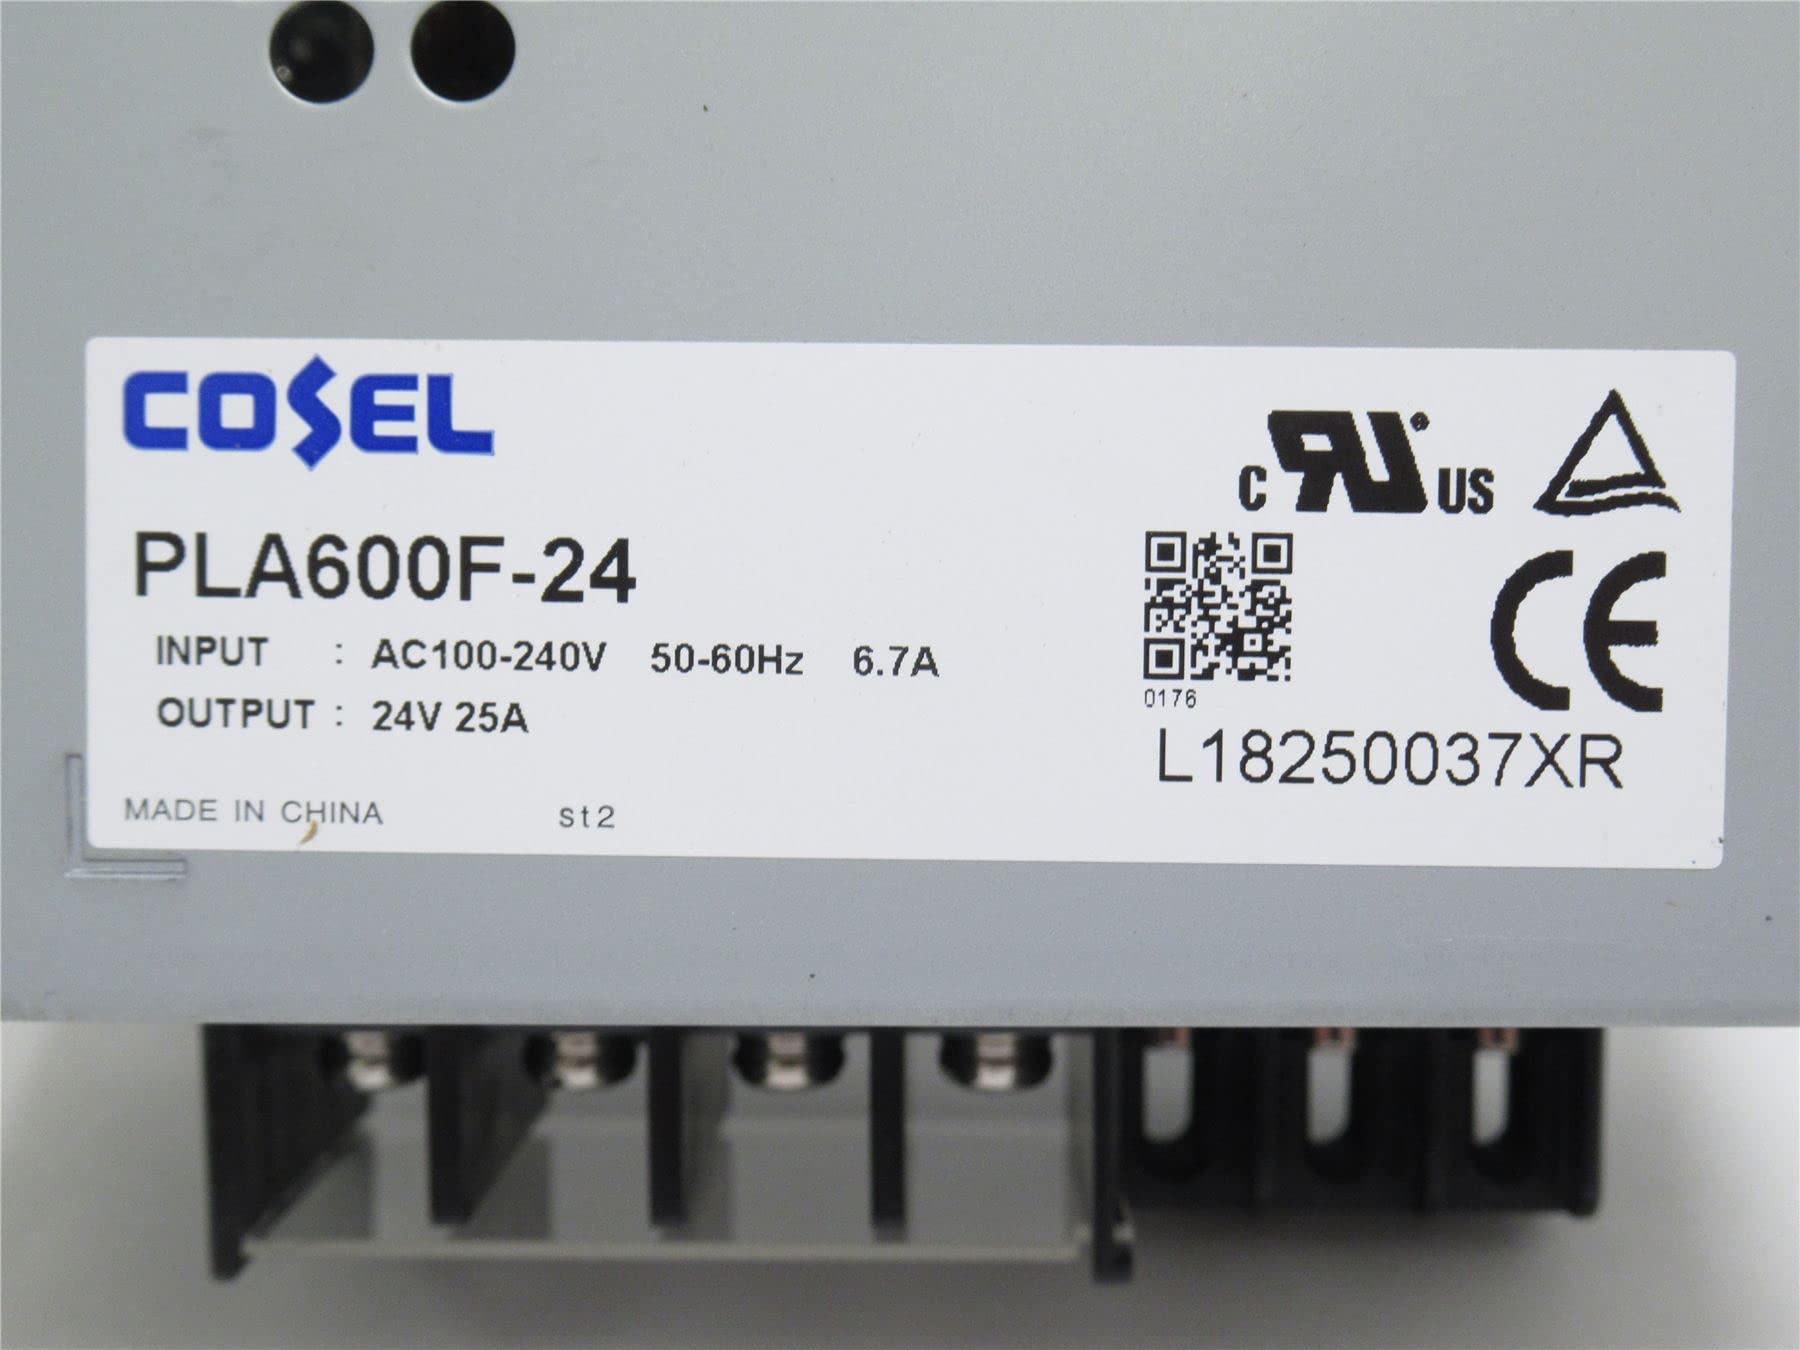 COSEL
c RU ® US
PLA600F-24
INPUT : AC100-240V 50-60Hz 6.7A
OUTPUT : 24V 25A
0176
CE
L18250037XR
MADE IN CHINA st2